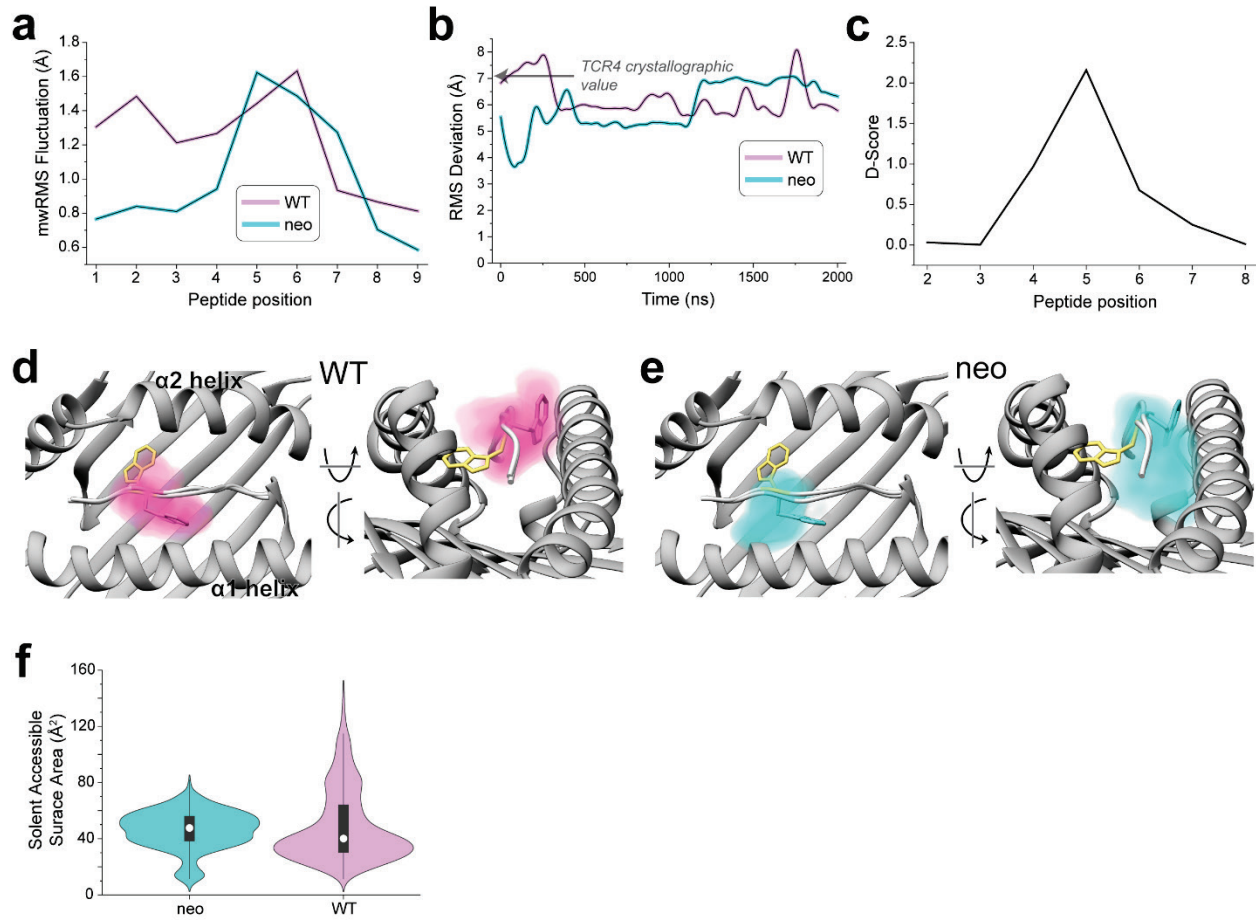 a
mwRMS Fluctuation (Å)
1.8
1.6
1.4
1.2
1.0
0.8
0.6
WT
neo
1 2 3 4 5 6 7 8 9
Peptide position
b
RMS Deviation (Å)
8
7
6
5
4
3
2
1
0
TCR4 crystallographic
value
WT
neo
0 500 1000 1500 2000
Time (ns)
c
D-Score
2.5
2.0
1.5
1.0
0.5
0.0
2 3 4 5 6 7 8
Peptide position
d
α2 helix
WT
α1 helix
e
neo
f
Solent Accessible
Surace Area (Å²)
160
120
80
40
0
neo WT